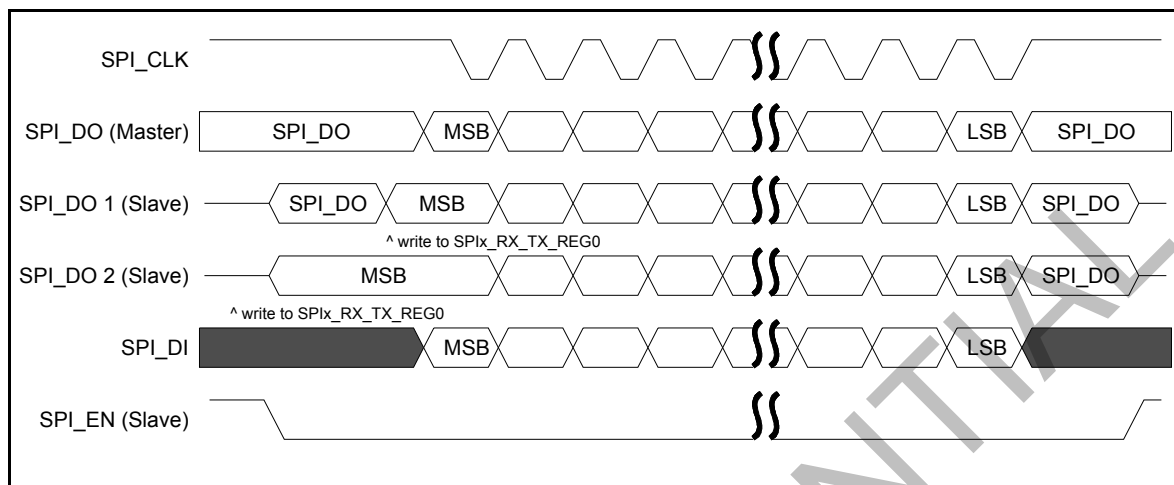 SPI_CLK
SPI_DO (Master) SPI_DO MSB LSB SPI_DO
SPI_DO 1 (Slave) SPI_DO MSB LSB SPI_DO
^ write to SPIx_RX_TX_REG0
SPI_DO 2 (Slave) MSB LSB SPI_DO
^ write to SPIx_RX_TX_REG0
SPI_DI MSB LSB
SPI_EN (Slave)
NTIAL